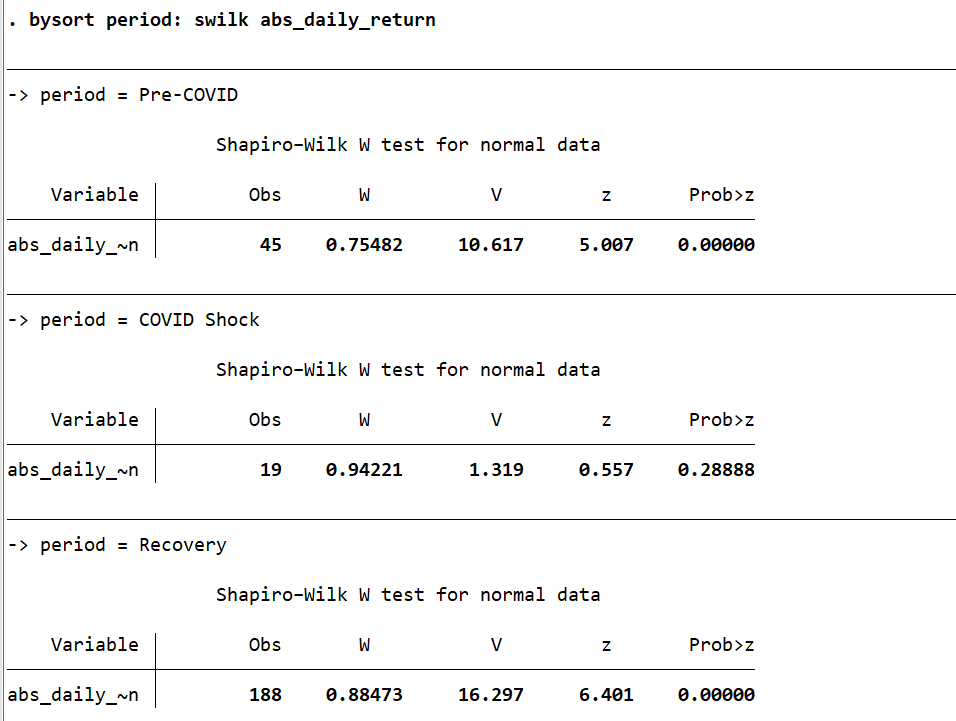 . bysort period: swilk abs_daily_return
-> period = Pre-COVID
Shapiro–Wilk W test for normal data
Variable Obs W V z Prob>z
abs_daily_~n 45 0.75482 10.617 5.007 0.00000
-> period = COVID Shock
Shapiro–Wilk W test for normal data
Variable Obs W V z Prob>z
abs_daily_~n 19 0.94221 1.319 0.557 0.28888
-> period = Recovery
Shapiro–Wilk W test for normal data
Variable Obs W V z Prob>z
abs_daily_~n 188 0.88473 16.297 6.401 0.00000